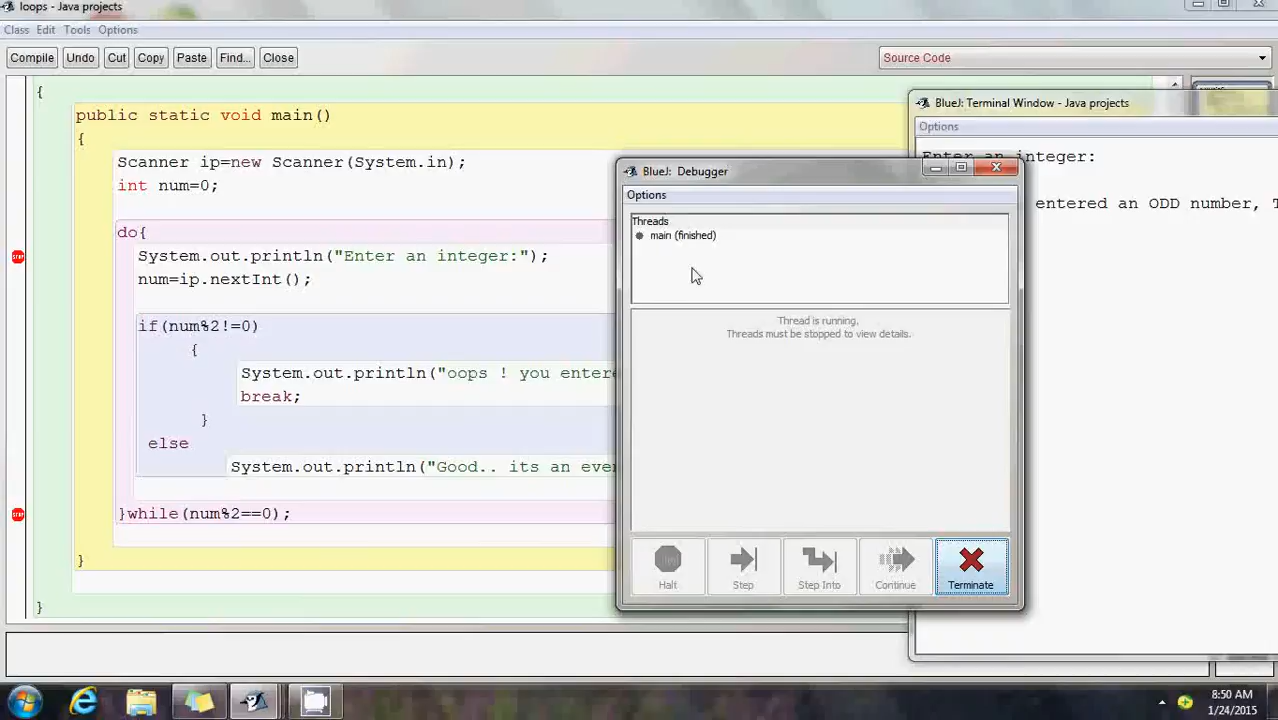 loops - Java projects
Class Edit Tools Options
Compile Undo Cut Copy Paste Find... Close
Source Code
{
public static void main()
{
Scanner ip=new Scanner(System.in);
int num=0;
do{
System.out.println("Enter an integer:");
num=ip.nextInt();
if(num%2!=0)
{
System.out.println("oops ! you entere
break;
}
else
System.out.println("Good.. its an eve
}while(num%2==0);
}
}
STOP
STOP
BlueJ: Terminal Window - Java projects
Options
Enter an integer:
entered an ODD number,
BlueJ: Debugger
Options
Threads
main (finished)
Thread is running.
Threads must be stopped to view details.
Halt Step Step Into Continue Terminate
8:50 AM
1/24/2015